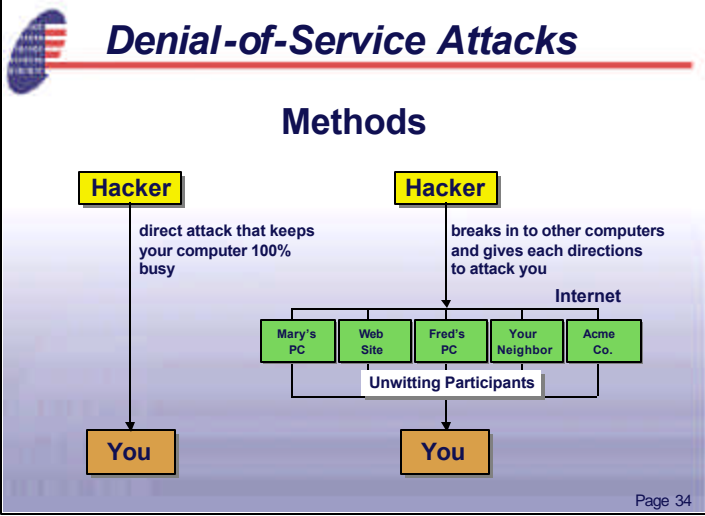 Denial-of-Service Attacks
Methods
Hacker
direct attack that keeps
your computer 100%
busy
You
Hacker
breaks in to other computers
and gives each directions
to attack you
Internet
Mary's
PC
Web
Site
Fred's
PC
Your
Neighbor
Acme
Co.
Unwitting Participants
You
Page 34